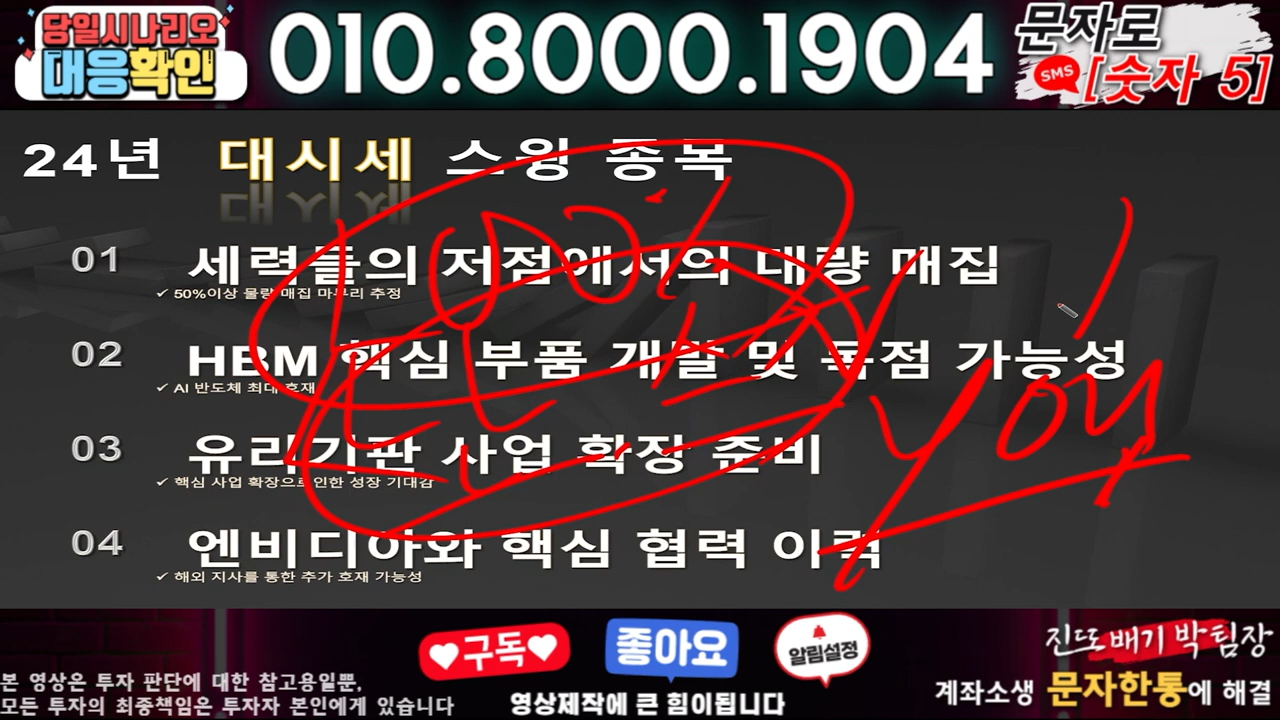 당일시나리오
대응확인
010.8000.1904
문자로
SMS [숫자 5]
24년 대시세 스윙 종목
01 세력들의 저점에서의 대량 매집
✓ 50%이상 물량 매집 마무리 추정
02 HBM 핵심 부품 개발 및 독점 가능성
✓ AI 반도체 최대 호재
03 유리기판 사업 확장 준비
✓ 핵심 사업 확장으로인한 성장 기대감
04 엔비디아와 핵심 협력 이력
✓ 해외 지사를 통한 추가 호재 가능성
구독
좋아요
알림설정
영상제작에 큰 힘이됩니다
본 영상은 투자 판단에 대한 참고용일뿐,
모든 투자의 최종책임은 투자자 본인에게 있습니다
진또배기 박팀장
계좌소생 문자한통에 해결